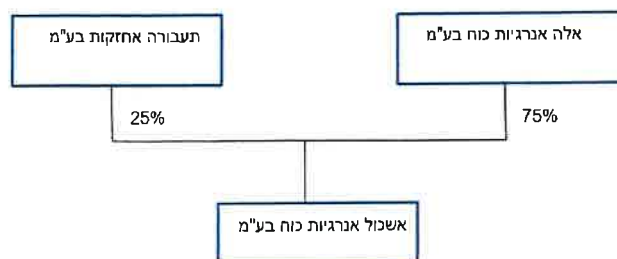 אלה אנרגיות כוח בע"מ
תעבורה אחזקות בע"מ
75%
25%
אשכול אנרגיות כוח בע"מ